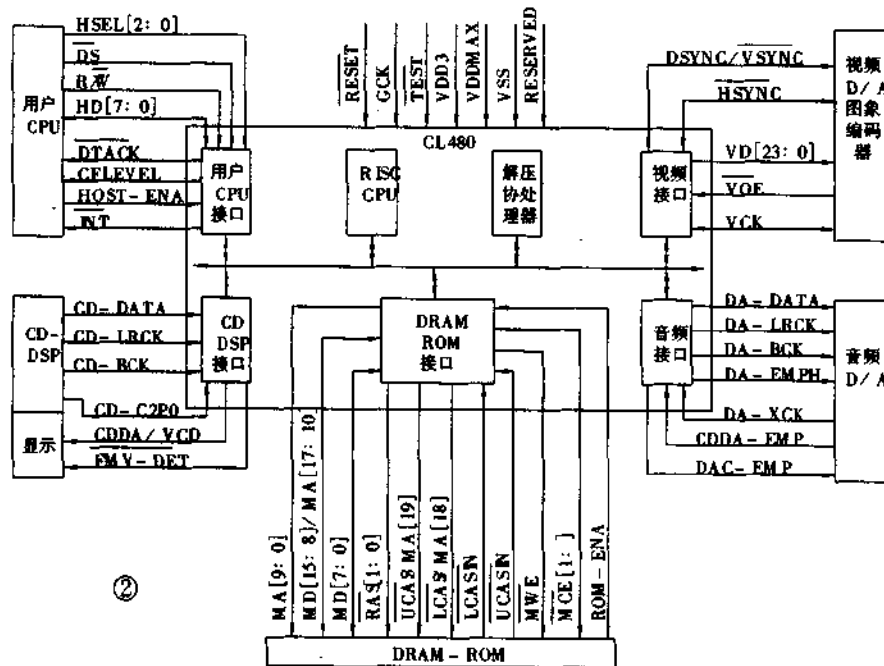 HSEL[2:0]
DS
R/W
HD[7:0]
用户
CPU
DTACK
CFLEVEL
HOST-ENA
INT
RESET
GCK
TEST
VDD3
VDDMAX
VSS
RESERVED
CL480
用户
CPU
接口
RISC
CPU
解压
协处
理器
视频
接口
DSYNC/VSYNC
HSYNC
VD[23:0]
VOE
VCK
视频
D/A
图象
编码
器
CD-
DSP
CD-DATA
CD-LRCK
CD-BCK
CD-C2PO
CDDA/VCD
FMV-DET
显示
CD
DSP
接口
DRAM
ROM
接口
音频
接口
DA-DATA
DA-LRCK
DA-BCK
DA-EMPH
DA-XCK
CDDA-EMP
DAC-EMP
音频
D/A
MA[9:0]
MD[15:8]/MA[17:10]
MD[7:0]
RAS[1:0]
UCAS/MA[19]
LCAS/MA[18]
LCASIN
UCASIN
MWE
MCE[1:]
ROM-ENA
②
DRAM-ROM